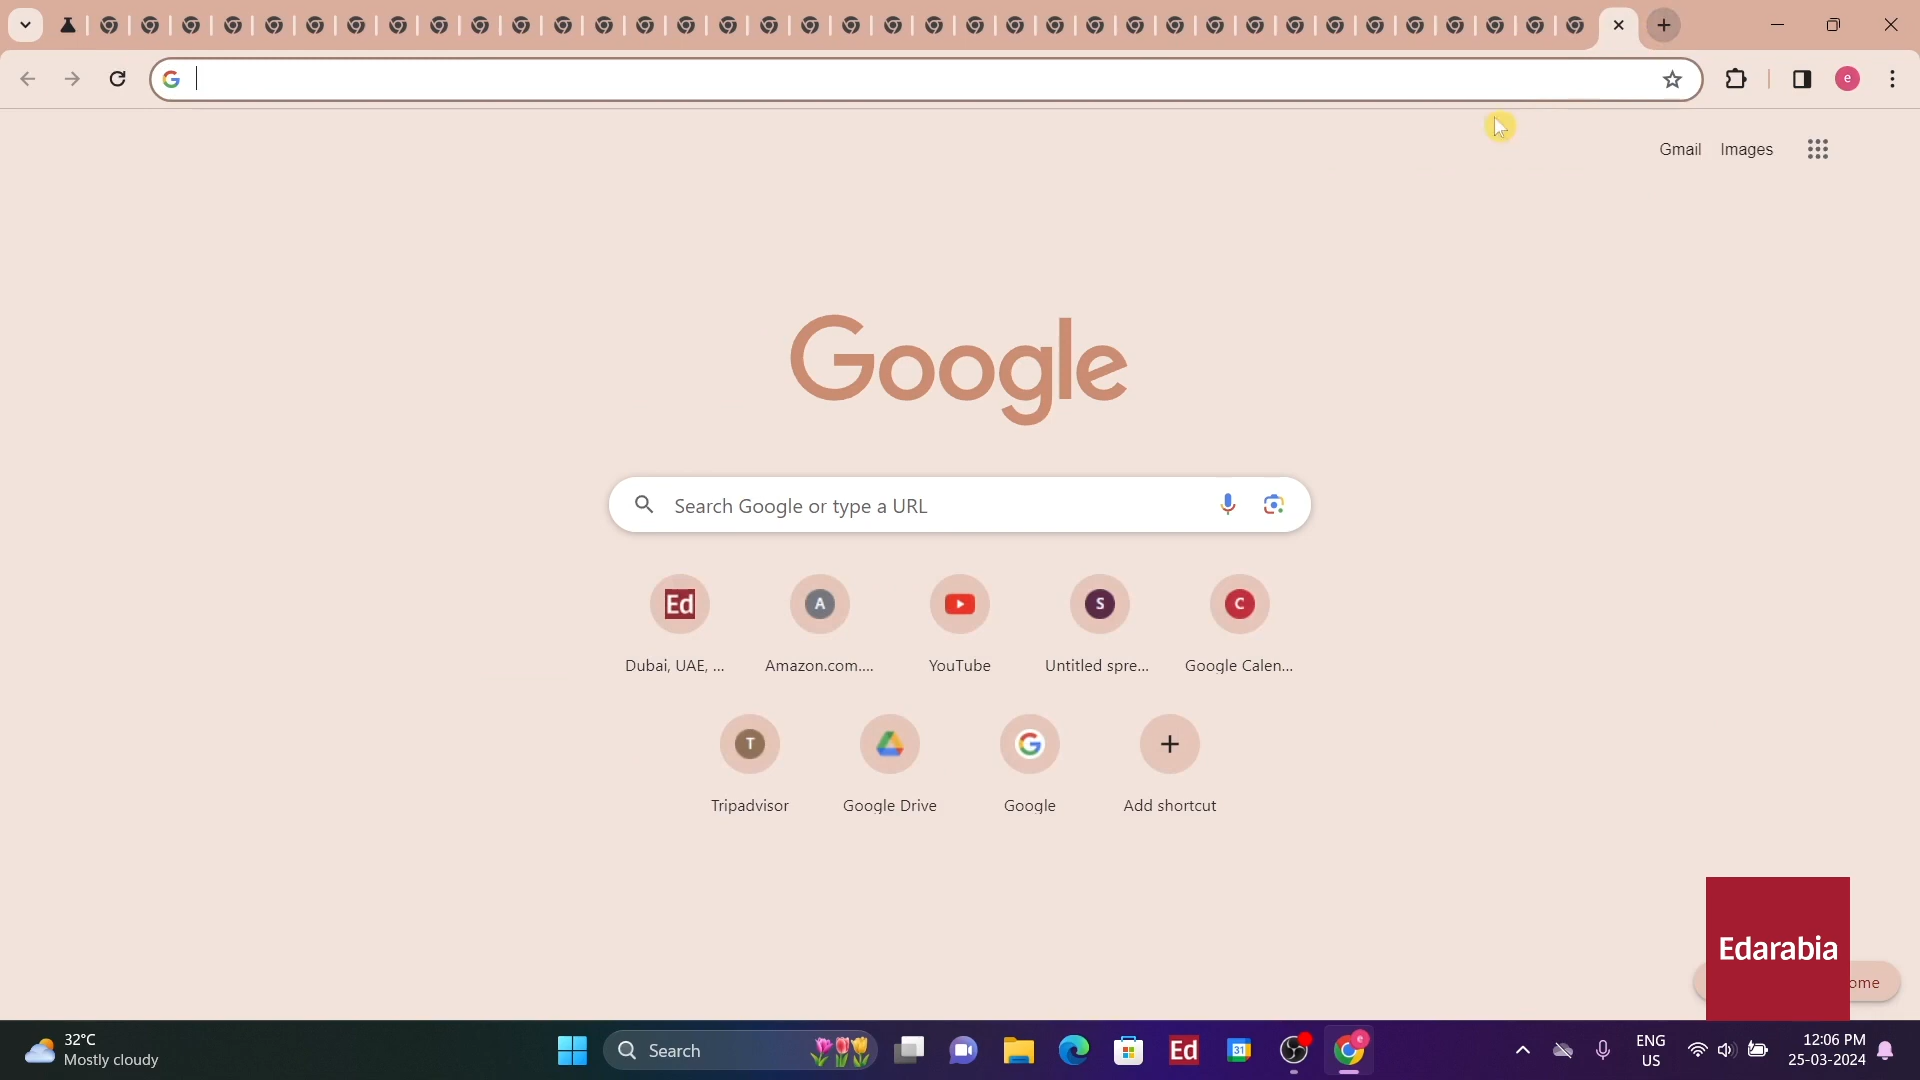 e
Gmail Images
Google
Search Google or type a URL
Ed A S C
Dubai, UAE, ... Amazon.com.... YouTube Untitled spre... Google Calen...
T
Tripadvisor Google Drive Google Add shortcut
Edarabia
ome
32°C
Mostly cloudy
Search
Ed
31
e
ENG
US
12:06 PM
25-03-2024